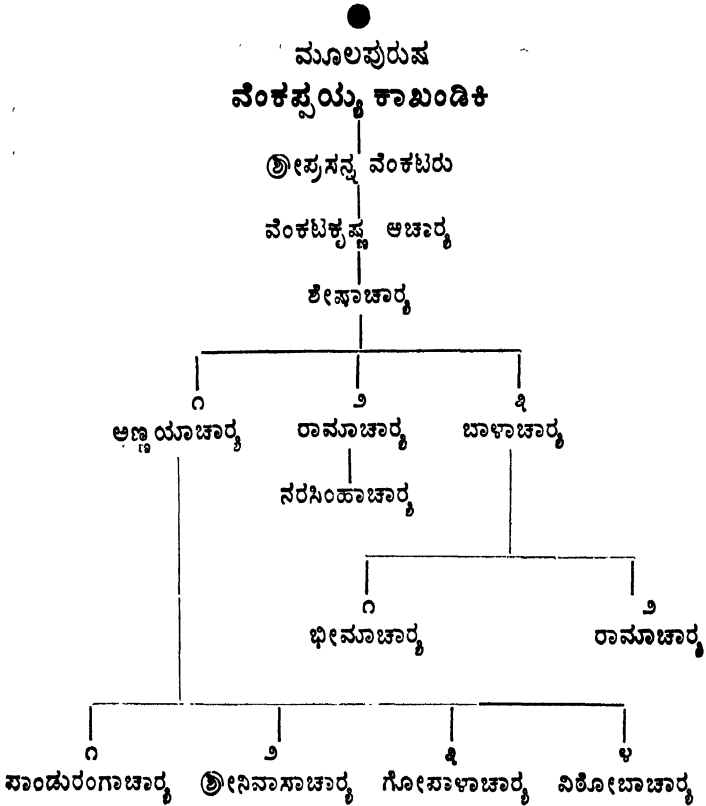 ಮೂಲಪುರುಷ
ವೆಂಕಪ್ಪಯ್ಯ ಕಾಖಂಡಿಕಿ
ಶ್ರೀಪ್ರಸನ್ನ ವೆಂಕಟರು
ವೆಂಕಟಕೃಷ್ಣ ಆಚಾರ್‍ಯ
ಶೇಷಾಚಾರ್‍ಯ
೧ ೨ ೩
ಅಣ್ಣಯಾಚಾರ್‍ಯ ರಾಮಾಚಾರ್‍ಯ ಬಾಳಾಚಾರ್‍ಯ
ನರಸಿಂಹಾಚಾರ್‍ಯ
೧ ೨
ಭೀಮಾಚಾರ್‍ಯ ರಾಮಾಚಾರ್‍ಯ
೧ ೨ ೩ ೪
ಪಾಂಡುರಂಗಾಚಾರ್‍ಯ ಶ್ರೀನಿವಾಸಾಚಾರ್‍ಯ ಗೋಪಾಳಾಚಾರ್‍ಯ ವಿಠೋಬಾಚಾರ್‍ಯ